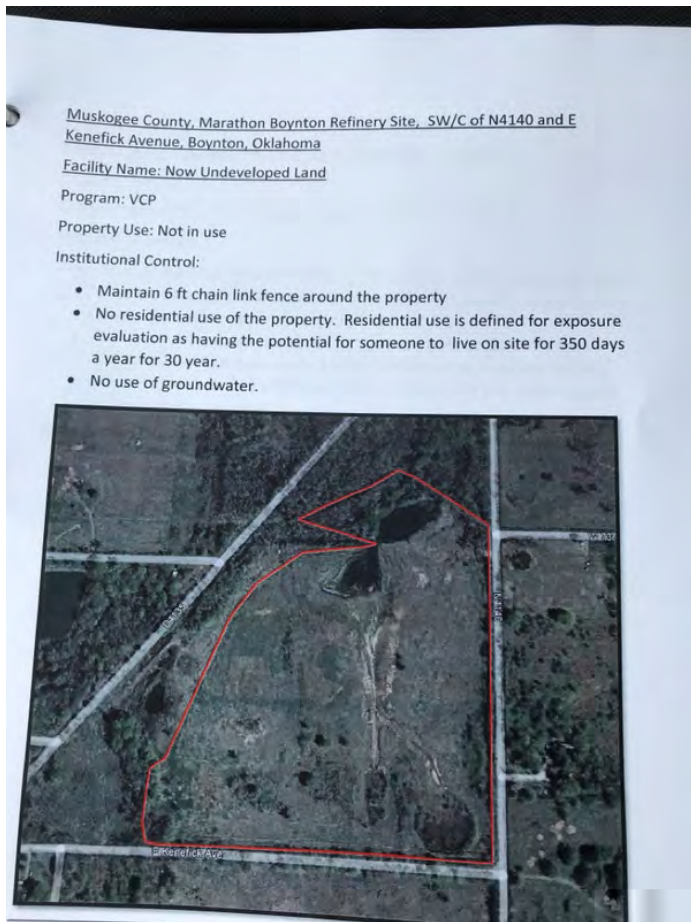 Muskogee County, Marathon Boynton Refinery Site, SW/C of N4140 and E
Kenefick Avenue, Boynton, Oklahoma
Facility Name: Now Undeveloped Land
Program: VCP
Property Use: Not in use
Institutional Control:
• Maintain 6 ft chain link fence around the property
• No residential use of the property. Residential use is defined for exposure
evaluation as having the potential for someone to live on site for 350 days
a year for 30 year.
• No use of groundwater.
E Kenefick Ave